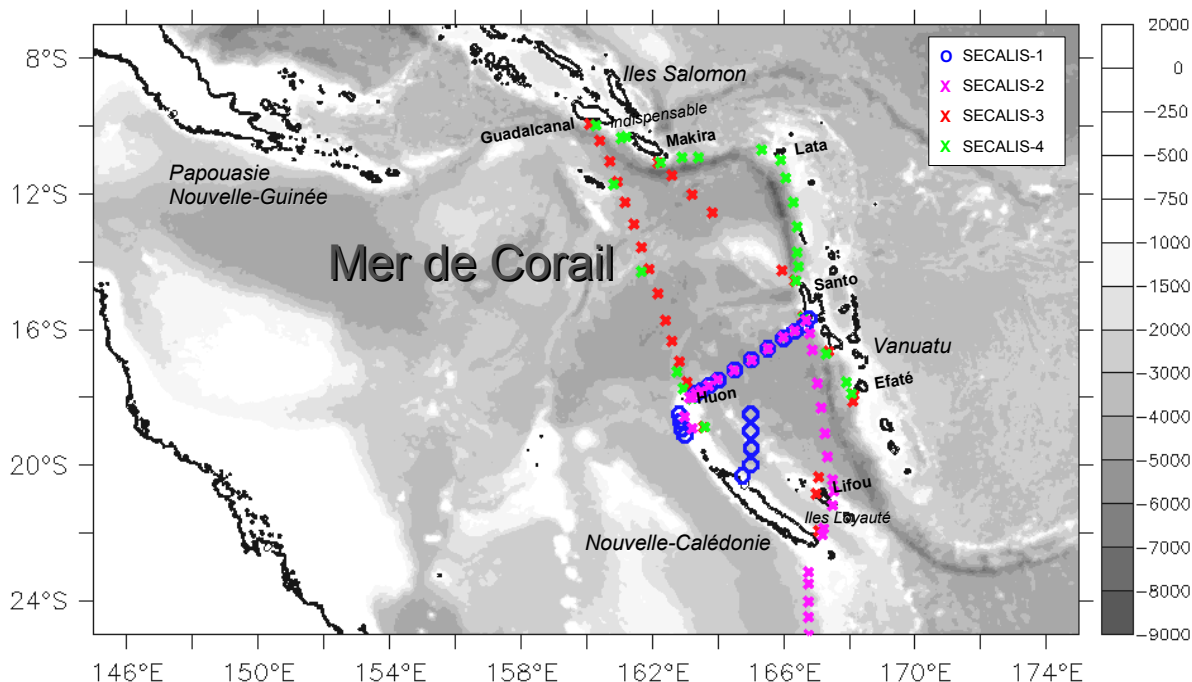 8°S
12°S
16°S
20°S
24°S
146°E
150°E
154°E
158°E
162°E
166°E
170°E
174°E
Iles Salomon
Guadalcanal
Indispensable
Makira
Lata
Papouasie
Nouvelle-Guinée
Mer de Corail
Santo
Vanuatu
Efaté
Huon
Lifou
Iles Loyauté
Nouvelle-Calédonie
SECALIS-1
SECALIS-2
SECALIS-3
SECALIS-4
2000
0
-250
-500
-1000
-1500
-2000
-3000
-4000
-5000
-6000
-7000
-8000
-9000